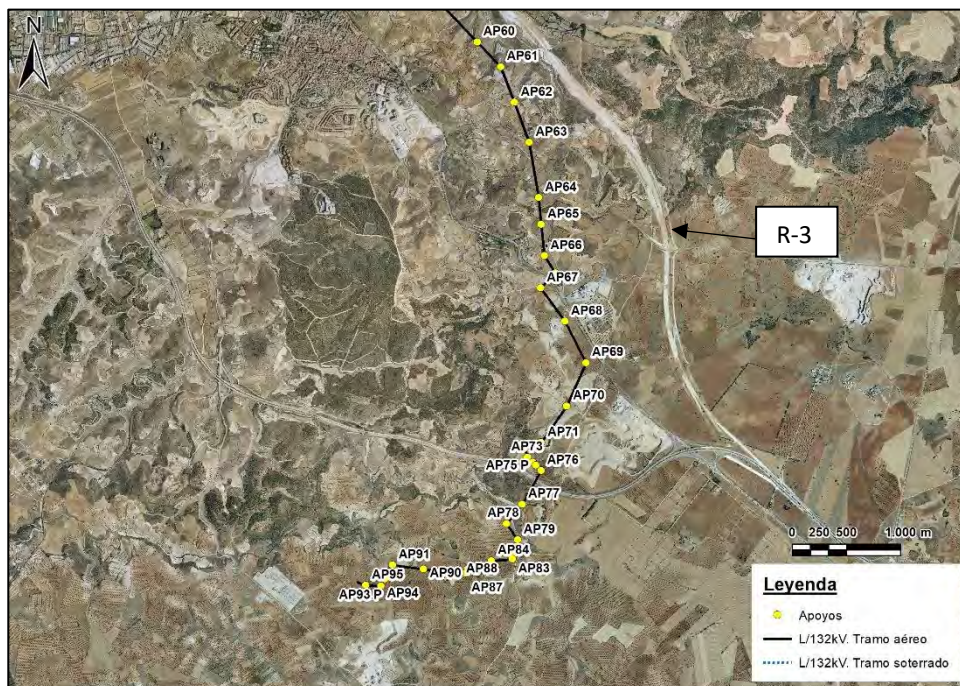 N
AP60
AP61
AP62
AP63
AP64
AP65
AP66
R-3
AP67
AP68
AP69
AP70
AP71
AP73
AP75 P
AP76
AP77
AP78
AP79
AP84
AP83
AP91
AP88
AP90
AP87
AP95
AP93 P
AP94
0 250 500 1.000 m
Leyenda
Apoyos
L/132kV. Tramo aéreo
L/132kV. Tramo soterrado